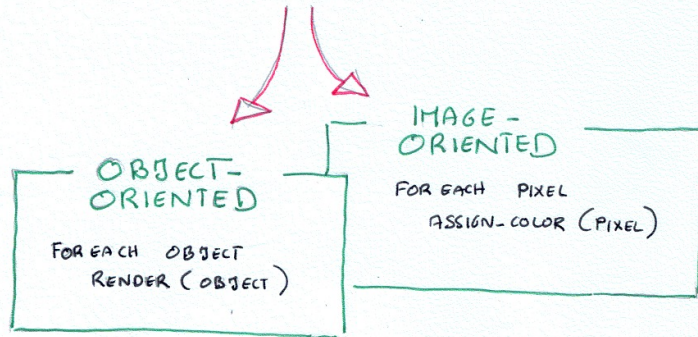 OBJECT-
ORIENTED
FOR EACH OBJECT
RENDER (OBJECT)
IMAGE-
ORIENTED
FOR EACH PIXEL
ASSIGN-COLOR (PIXEL)